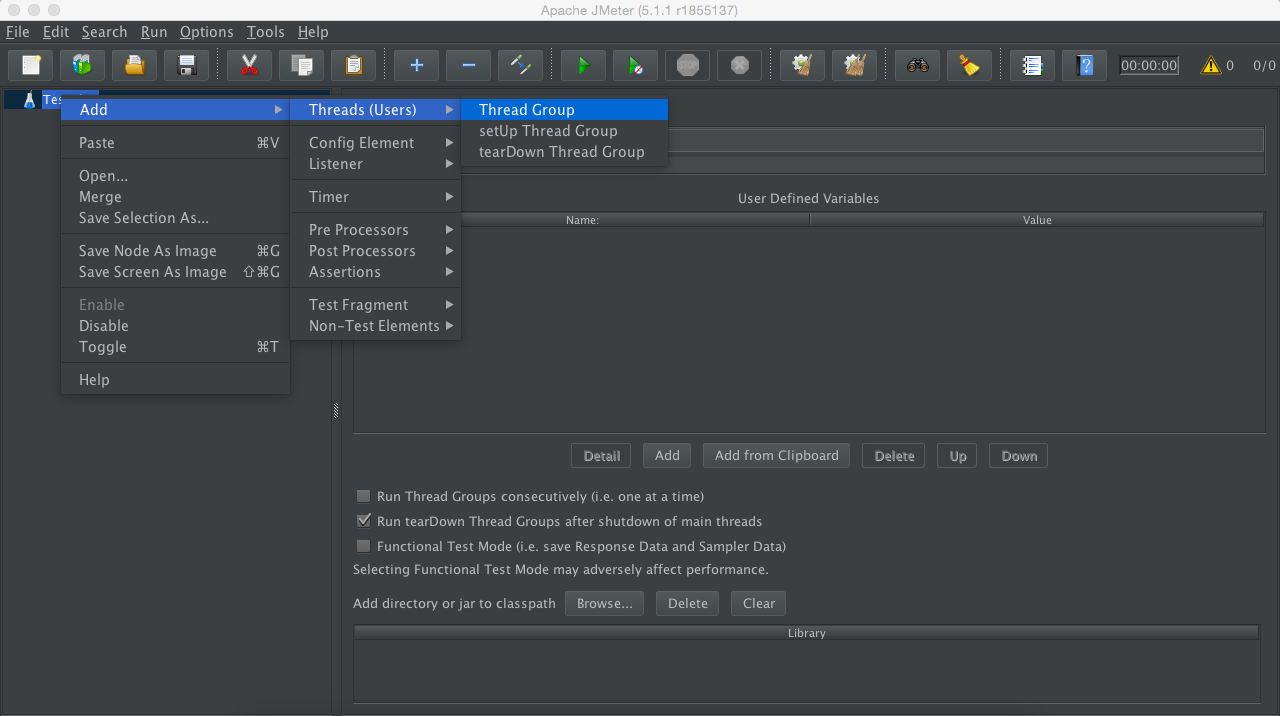 Apache JMeter (5.1.1 r1855137)
File Edit Search Run Options Tools Help
STOP 00:00:00 0 0/0
Add
Paste ⌘V
Open...
Merge
Save Selection As...
Save Node As Image ⌘G
Save Screen As Image ⇧⌘G
Enable
Disable
Toggle ⌘T
Help
Threads (Users)
Config Element
Listener
Timer
Pre Processors
Post Processors
Assertions
Test Fragment
Non-Test Elements
Thread Group
setUp Thread Group
tearDown Thread Group
User Defined Variables
Name: Value
Detail Add Add from Clipboard Delete Up Down
Run Thread Groups consecutively (i.e. one at a time)
Run tearDown Thread Groups after shutdown of main threads
Functional Test Mode (i.e. save Response Data and Sampler Data)
Selecting Functional Test Mode may adversely affect performance.
Add directory or jar to classpath Browse... Delete Clear
Library